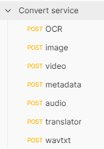 Convert service
POST OCR
POST image
POST video
POST metadata
POST audio
POST translator
POST wavtxt